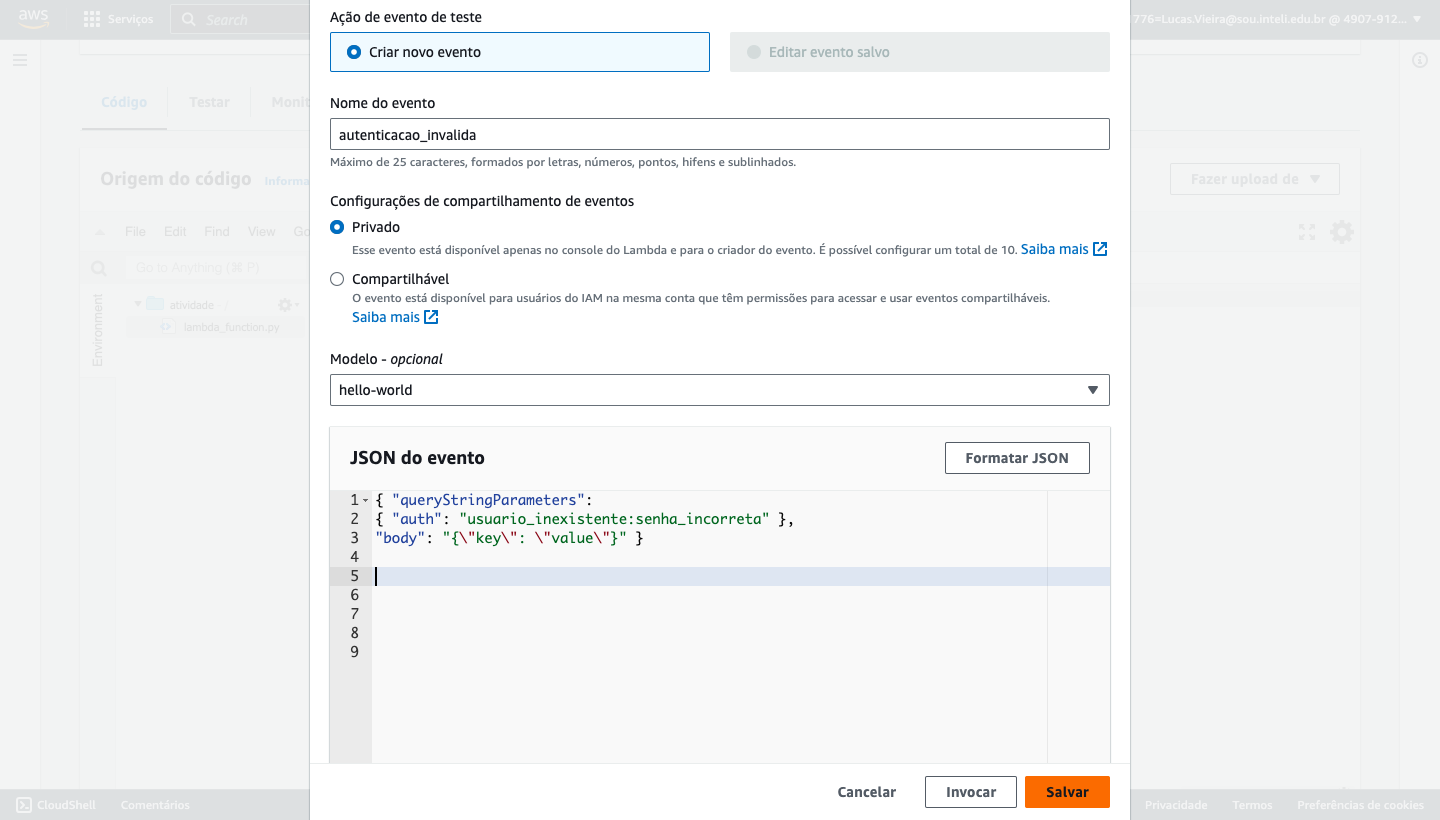 aws
Serviços
Search
776=Lucas.Vieira@sou.inteli.edu.br @ 4907-912...
Ação de evento de teste
Criar novo evento
Editar evento salvo
Código
Testar
Monit
Nome do evento
autenticacao_invalida
Máximo de 25 caracteres, formados por letras, números, pontos, hifens e sublinhados.
Origem do código
Informa
Fazer upload de
Configurações de compartilhamento de eventos
Privado
File Edit Find View Go
Esse evento está disponível apenas no console do Lambda e para o criador do evento. É possível configurar um total de 10. Saiba mais
Go to Anything (⌘ P)
Compartilhável
O evento está disponível para usuários do IAM na mesma conta que têm permissões para acessar e usar eventos compartilháveis.
Saiba mais
Environment
atividade - /
lambda_function.py
Modelo - opcional
hello-world
JSON do evento
Formatar JSON
1 { "queryStringParameters":
2 { "auth": "usuario_inexistente:senha_incorreta" },
3 "body": "{\"key\": \"value\"}" }
4
5
6
7
8
9
Cancelar
Invocar
Salvar
CloudShell
Comentários
Privacidade
Termos
Preferências de cookies